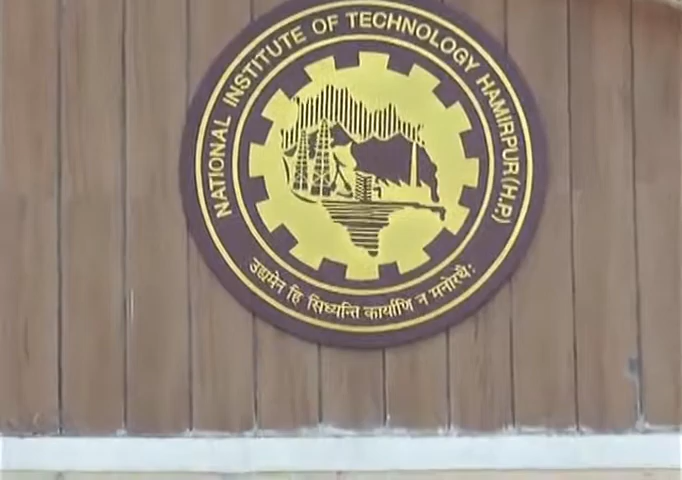 NATIONAL INSTITUTE OF TECHNOLOGY HAMIRPUR (H.P.)
उद्यमेन हि सिध्यन्ति कार्याणि न मनोरथैः